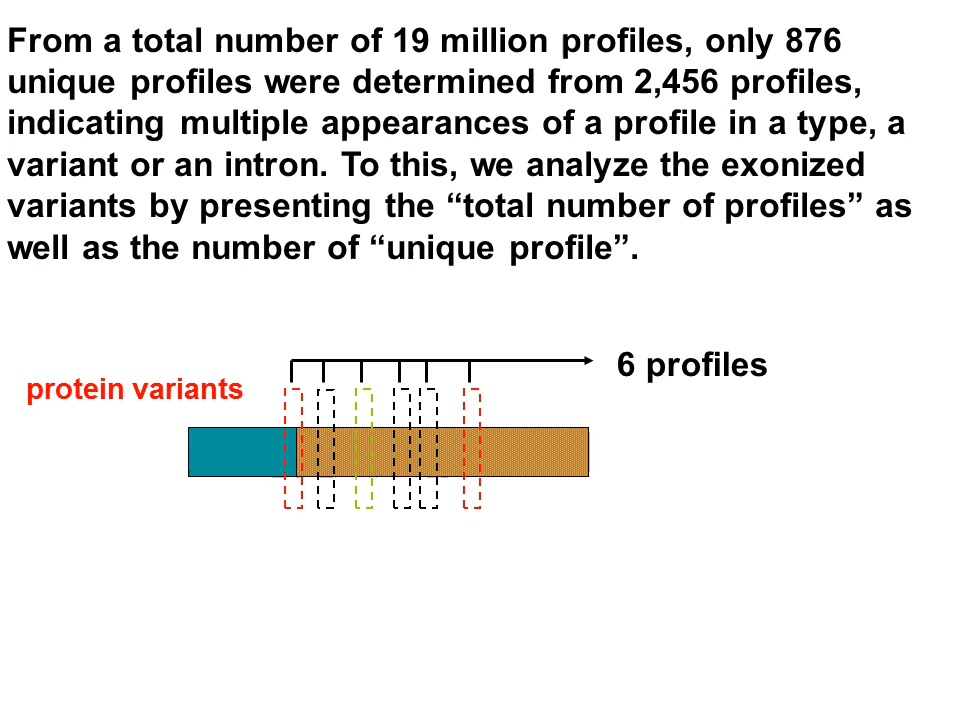 From a total number of 19 million profiles, only 876
unique profiles were determined from 2,456 profiles,
indicating multiple appearances of a profile in a type, a
variant or an intron. To this, we analyze the exonized
variants by presenting the “total number of profiles” as
well as the number of “unique profile”.
6 profiles
protein variants